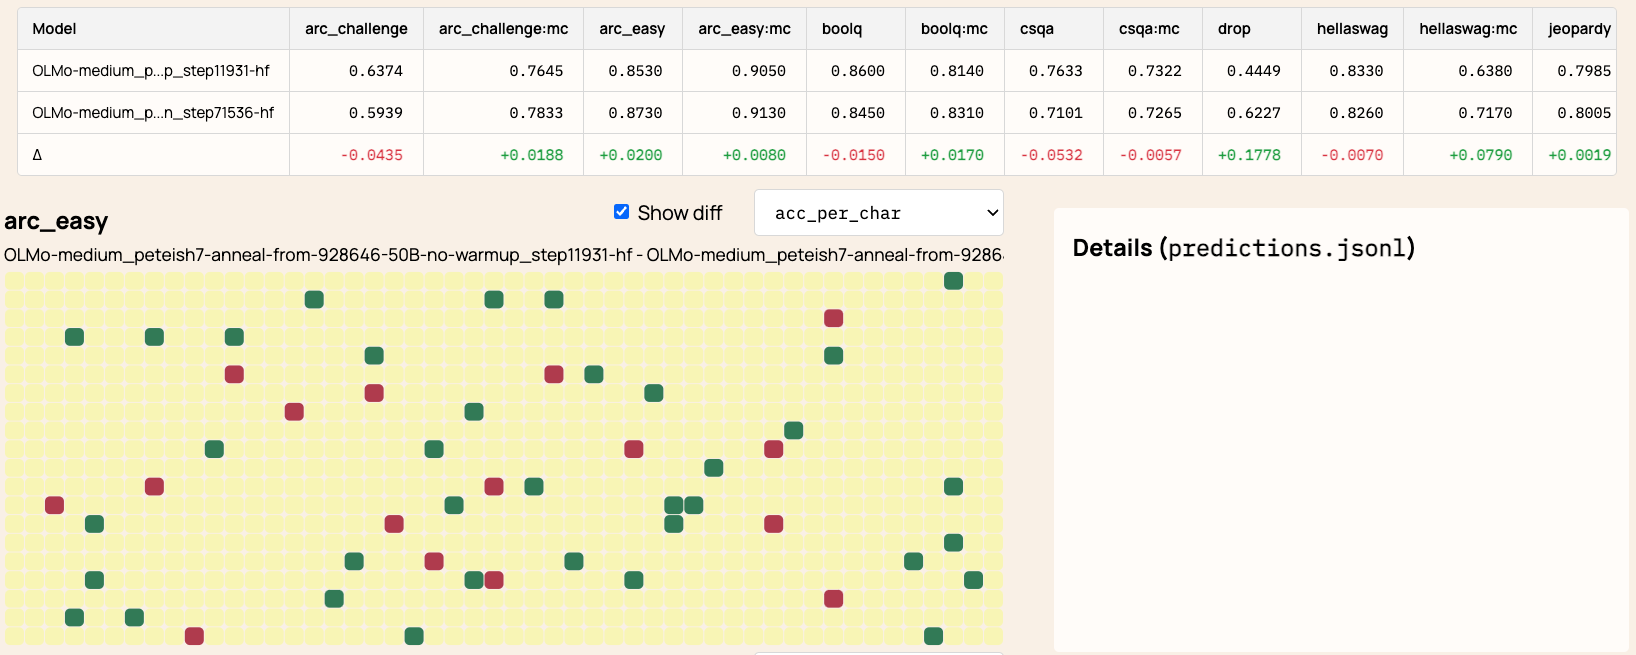 Model arc_challenge arc_challenge:mc arc_easy arc_easy:mc boolq boolq:mc csqa csqa:mc drop hellaswag hellaswag:mc jeopardy
OLMo-medium_p...p_step11931-hf 0.6374 0.7645 0.8530 0.9050 0.8600 0.8140 0.7633 0.7322 0.4449 0.8330 0.6380 0.7985
OLMo-medium_p...n_step71536-hf 0.5939 0.7833 0.8730 0.9130 0.8450 0.8310 0.7101 0.7265 0.6227 0.8260 0.7170 0.8005
Δ -0.0435 +0.0188 +0.0200 +0.0080 -0.0150 +0.0170 -0.0532 -0.0057 +0.1778 -0.0070 +0.0790 +0.0019
arc_easy Show diff acc_per_char
OLMo-medium_peteish7-anneal-from-928646-50B-no-warmup_step11931-hf - OLMo-medium_peteish7-anneal-from-9286
Details (predictions.jsonl)